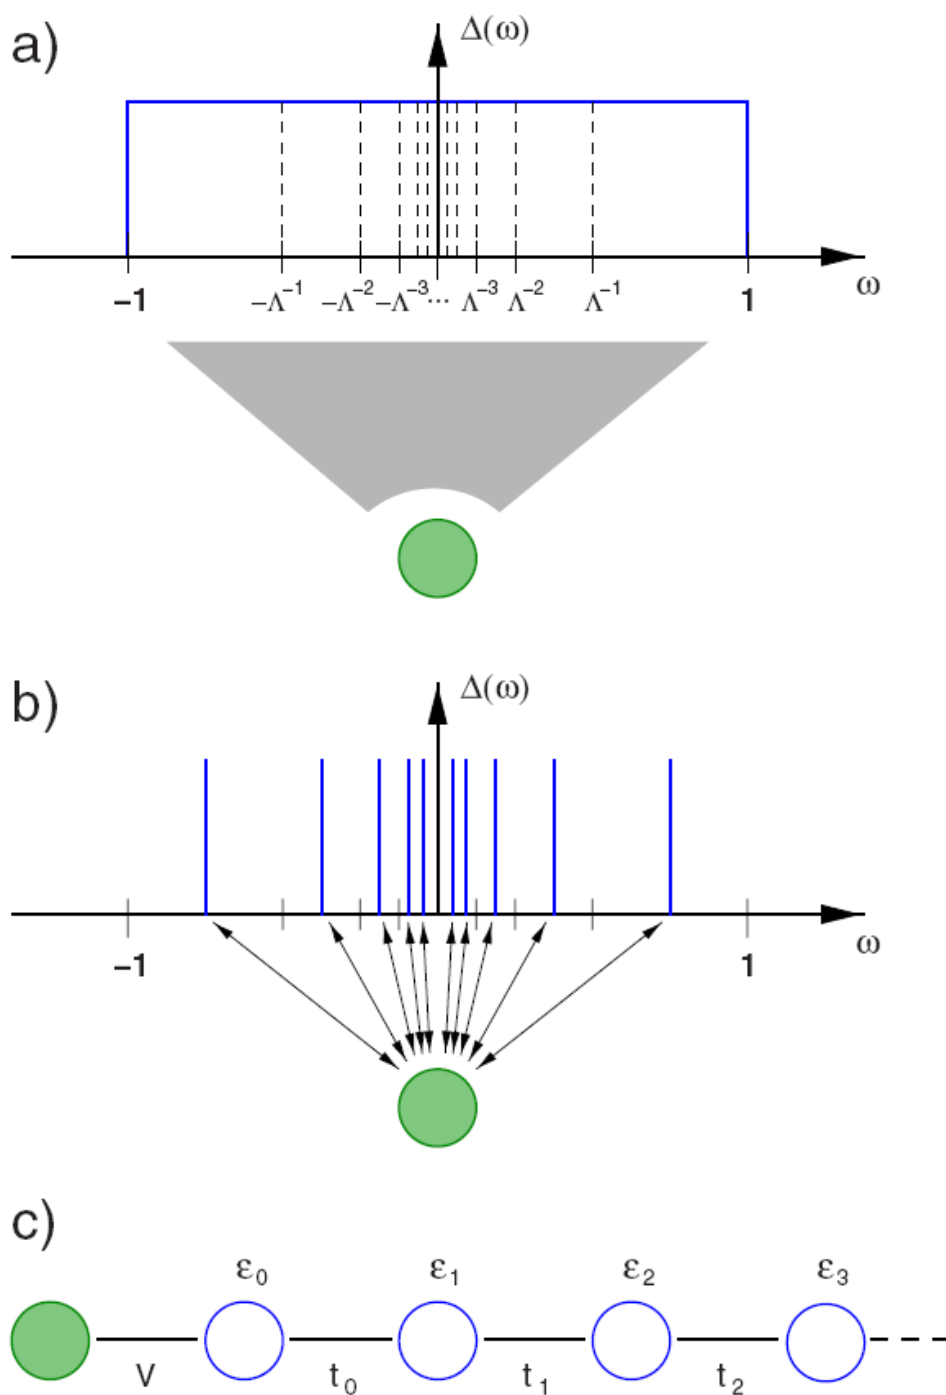 a)
Δ(ω)
−1 −Λ⁻¹ −Λ⁻² −Λ⁻³ ... Λ⁻³ Λ⁻² Λ⁻¹ 1 ω
b)
Δ(ω)
−1 1 ω
c)
ε₀ ε₁ ε₂ ε₃
V t₀ t₁ t₂